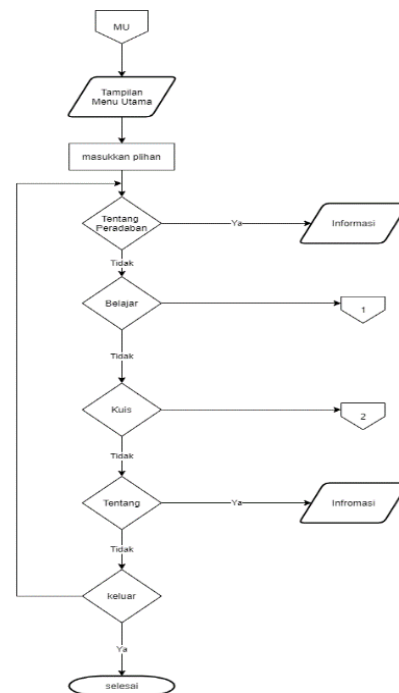 MU
Tampilan
Menu Utama
masukkan plihan
Tentang
Peradaban
Ya
Informasi
Tidak
Belajar
1
Tidak
Kuis
2
Tidak
Tentang
Ya
Infromasi
Tidak
keluar
Ya
selesai